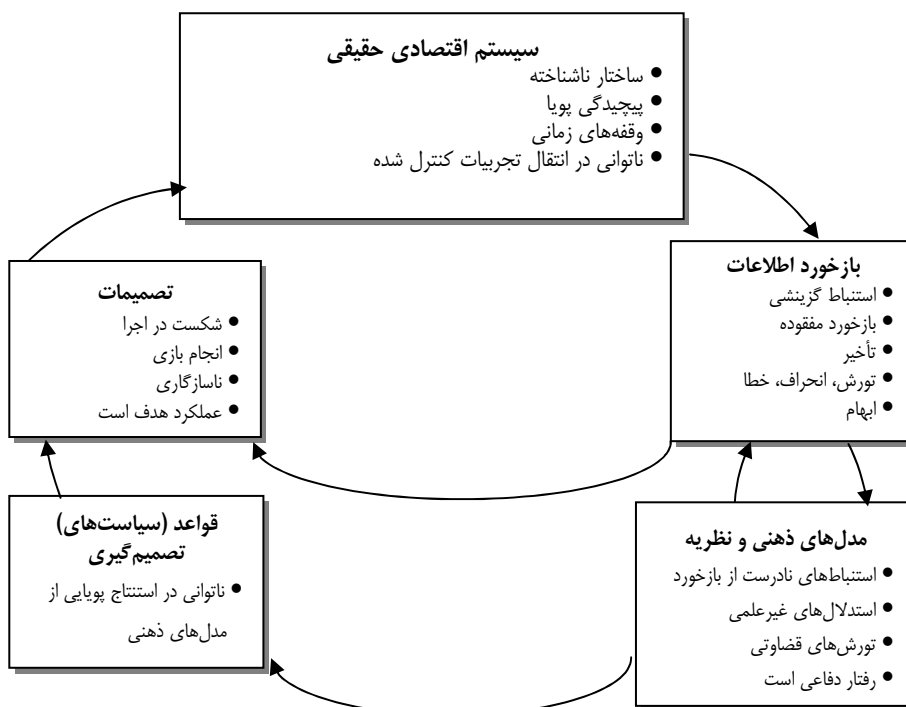 سیستم اقتصادی حقیقی
● ساختار ناشناخته
● پیچیدگی پویا
● وقفه‌های زمانی
● ناتوانی در انتقال تجربیات کنترل شده
بازخورد اطلاعات
● استنباط گزینشی
● بازخورد مفقوده
● تأخیر
● تورش، انحراف، خطا
● ابهام
تصمیمات
● شکست در اجرا
● انجام بازی
● ناسازگاری
● عملکرد هدف است
مدل‌های ذهنی و نظریه
● استنباط‌های نادرست از بازخورد
● استدلال‌های غیرعلمی
● تورش‌های قضاوتی
● رفتار دفاعی است
قواعد (سیاست‌های)
تصمیم‌گیری
● ناتوانی در استنتاج پویایی از
مدل‌های ذهنی